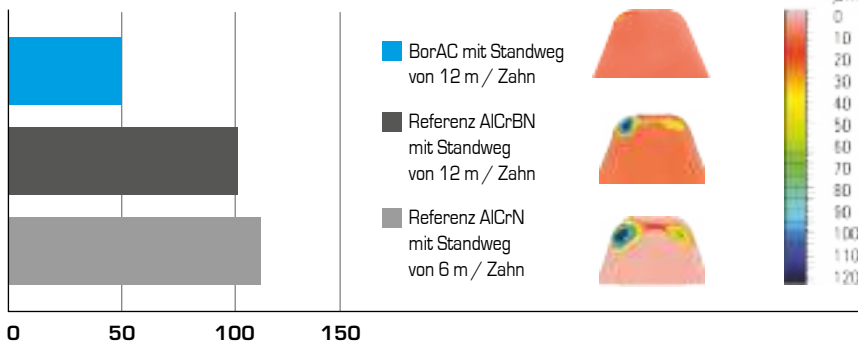 BorAC mit Standweg
von 12 m / Zahn
Referenz AlCrBN
mit Standweg
von 12 m / Zahn
Referenz AlCrN
mit Standweg
von 6 m / Zahn
0
10
20
30
40
50
60
70
80
90
100
110
120
0 50 100 150